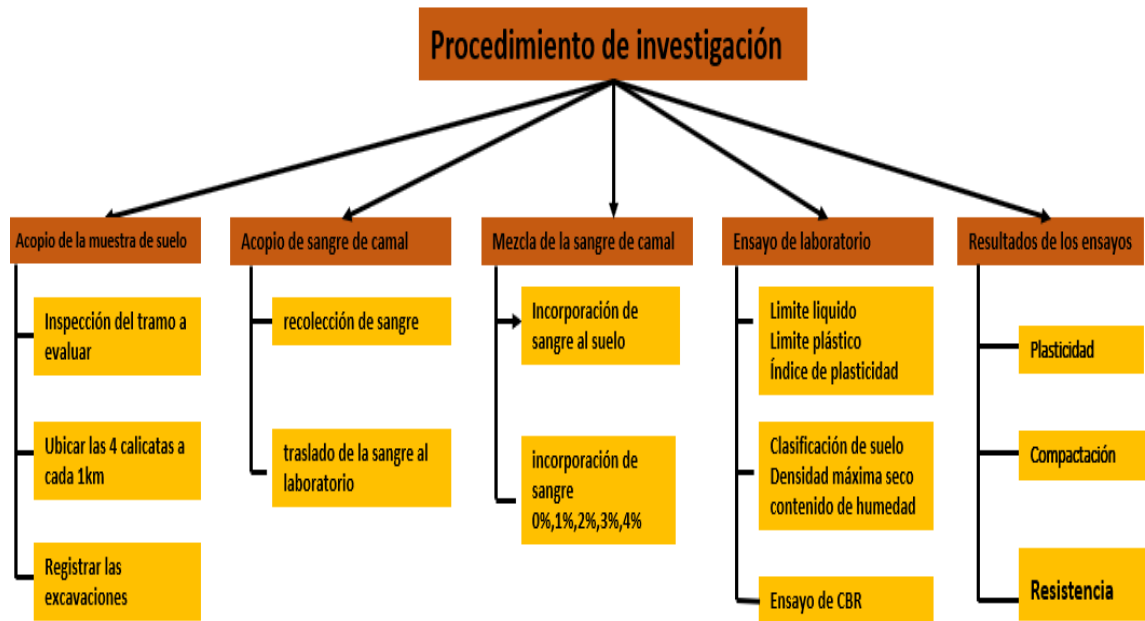 Procedimiento de investigación
Acopio de la muestra de suelo
Inspección del tramo a
evaluar
Ubicar las 4 calicatas a
cada 1km
Registrar las
excavaciones
Acopio de sangre de camal
recolección de sangre
traslado de la sangre al
laboratorio
Mezcla de la sangre de camal
Incorporación de
sangre al suelo
incorporación de
sangre
0%,1%,2%,3%,4%
Ensayo de laboratorio
Limite liquido
Limite plástico
Índice de plasticidad
Clasificación de suelo
Densidad máxima seco
contenido de humedad
Ensayo de CBR
Resultados de los ensayos
Plasticidad
Compactación
Resistencia